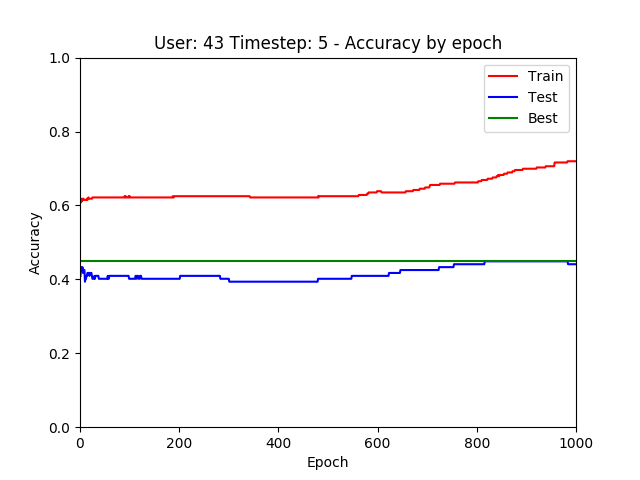 User: 43 Timestep: 5 - Accuracy by epoch
1.0
0.8
0.6
0.4
0.2
0.0
Accuracy
Train
Test
Best
0 200 400 600 800 1000
Epoch